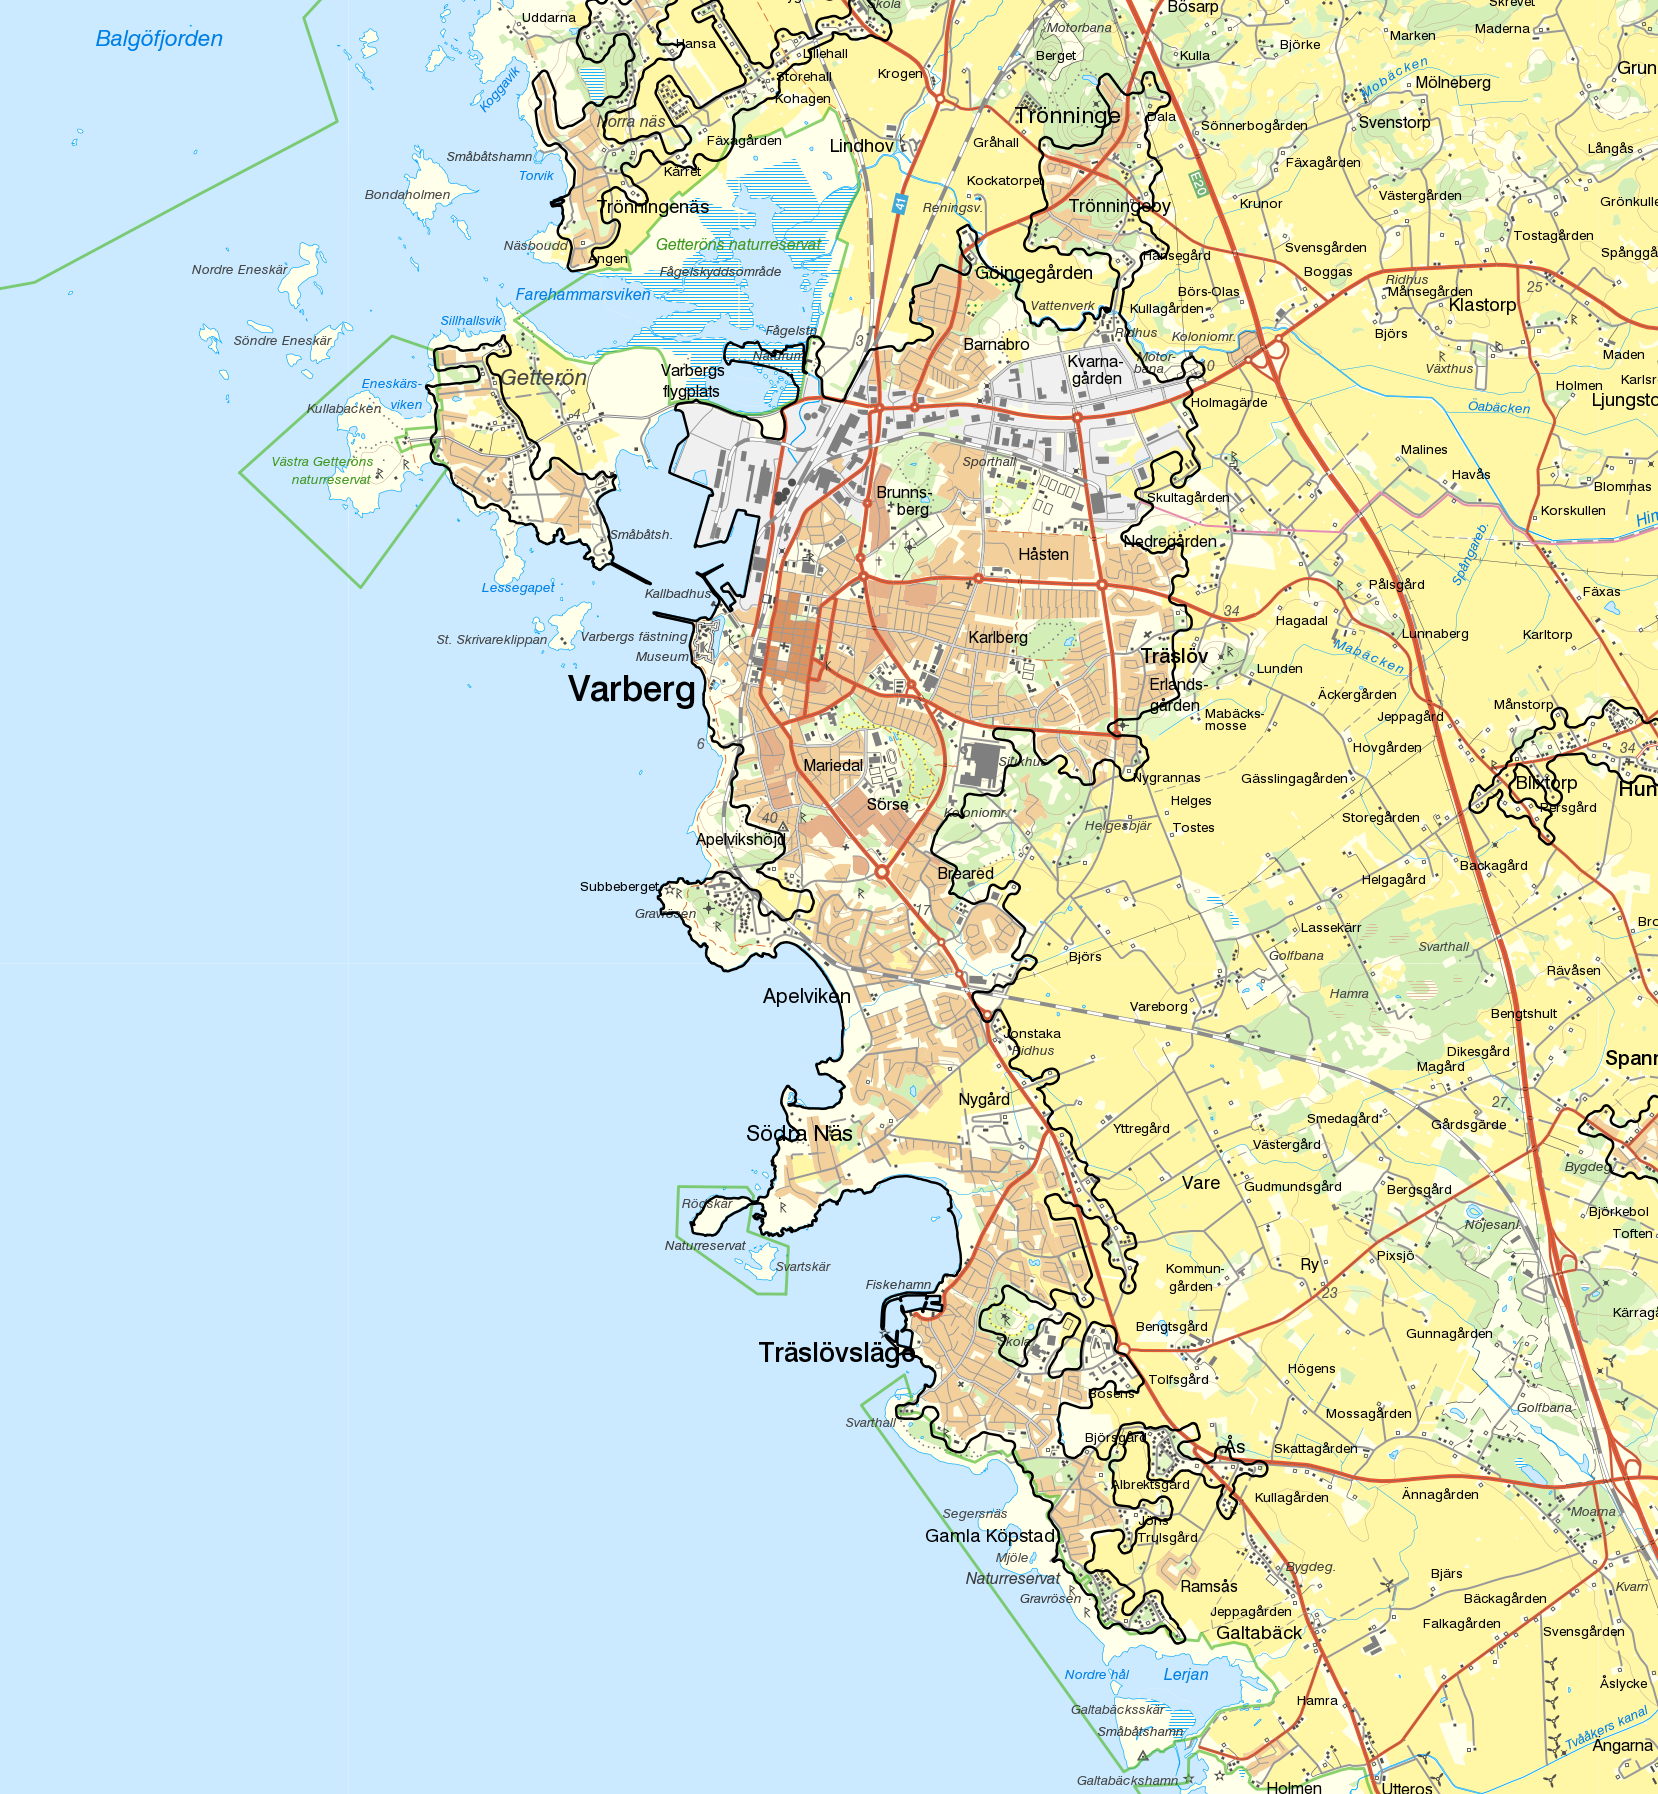 Uddarna
Skola
Bösarp
Skrevet
Balgöfjorden
Hansa
Motorbana
Marken
Maderna
Lillehall
Berget
Kulla
Björke
Koggavik
Storehall
Krogen
Mobäcken
Mölneberg
Grun
Kohagen
Norra näs
Trönninge
Dala
Sönnerbogården
Svenstorp
Fäxagården
Lindhov
Gråhall
Långås
Småbåtshamn
Torvik
Kärret
Fäxagården
Bondaholmen
Kockatorpet
E20
Västergården
Trönningenäs
41
Reningsv.
Trönningeby
Krunor
Grönkulle
Näsboudd
Getteröns naturreservat
Svensgården
Tostagården
Ängen
Hansegård
Spånggå
Nordre Eneskär
Fågelskyddsområde
Göingegården
Boggas
Ridhus
Farehammarsviken
Börs-Olas
Månsegården
25
Vattenverk
Kullagården
Klastorp
Sillhallsvik
Fågelstn
Ridhus
Koloniomr.
Björs
Söndre Eneskär
3
Barnabro
Naturum
Kvarna-
gården
Motor-
bana
10
Maden
Getterön
Varbergs
flygplats
Växthus
Eneskärs-
viken
Holmen
Karlsro
Kullabacken
4
Holmagärde
Öabäcken
Ljungsto
Västra Getteröns
naturreservat
Sporthall
Malines
Havås
Blommas
Brunns-
berg
Skultagården
Korskullen
Småbåtsh.
Håsten
Nedregården
Spångareb.
Lessegapet
Kallbadhus
Pålsgård
Fäxas
34
Hagadal
St. Skrivareklippan
Varbergs fästning
Karlberg
Lunnaberg
Karltorp
Museum
Träslöv
Mabäcken
Lunden
Varberg
Erlands-
gården
Äckergården
Mabäcks-
mosse
Jeppagård
Månstorp
6
Hovgården
34
Mariedal
Sjukhus
Nygrannas
Gässlingagården
Blixtorp
Hun
Sörse
Koloniomr.
Helges
Persgård
40
Helgesbjär
Tostes
Storegården
Apelvikshöjd
Backagård
Subbeberget
Breared
Helgagård
Gravrösen
17
Lassekärr
Bro
Svarthall
Björs
Golfbana
Rävåsen
Apelviken
Vareborg
Hamra
Bengtshult
Jonstaka
Ridhus
Dikesgård
Magård
Spann
Nygård
27
Södra Näs
Yttregård
Smedagård
Gårdsgärde
Västergård
Bygdeg.
Vare
Gudmundsgård
Bergsgård
Rödskär
Björkebol
Nöjesanl.
Toften
Naturreservat
Pixsjö
Svartskär
Kommun-
gården
Ry
Fiskehamn
23
Kärragå
Bengtsgård
Gunnagården
Skola
Träslövsläge
Högens
Tolfsgård
Bosens
Mossagården
Golfbana
Svarthall
Björsgård
Ås
Skattagården
Albrektsgård
Kullagården
Ännagården
Segersnäs
Moarna
Jöns
Trulsgård
Gamla Köpstad
Mjöle
Bygdeg.
Bjärs
Naturreservat
Ramsås
Kvarn
Gravrösen
Bäckagården
Jeppagården
Falkagården
Galtabäck
Svensgården
Nordre hål
Lerjan
Åslycke
Galtabäcksskär
Hamra
Småbåtshamn
Tvååkers kanal
Ängarna
Galtabäckshamn
Holmen
Utteros